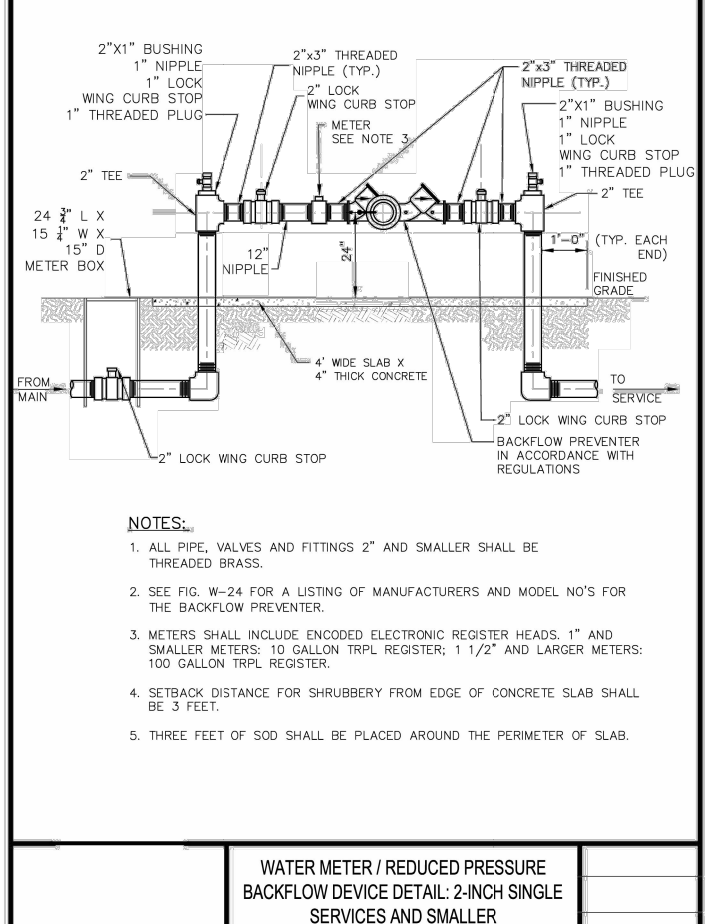 2"X1" BUSHING
1" NIPPLE
1" LOCK
WING CURB STOP
1" THREADED PLUG
2"x3" THREADED
NIPPLE (TYP.)
2" LOCK
WING CURB STOP
METER
SEE NOTE 3
2"x3" THREADED
NIPPLE (TYP.)
2"X1" BUSHING
1" NIPPLE
1" LOCK
WING CURB STOP
1" THREADED PLUG
2" TEE
2" TEE
24 3/4" L X
15 1/4" W X
15" D
METER BOX
12"
NIPPLE
24"
1'-0" (TYP. EACH
END)
FINISHED
GRADE
4' WIDE SLAB X
4" THICK CONCRETE
FROM
MAIN
TO
SERVICE
2" LOCK WING CURB STOP
BACKFLOW PREVENTER
IN ACCORDANCE WITH
REGULATIONS
2" LOCK WING CURB STOP
NOTES:
1. ALL PIPE, VALVES AND FITTINGS 2" AND SMALLER SHALL BE
THREADED BRASS.
2. SEE FIG. W-24 FOR A LISTING OF MANUFACTURERS AND MODEL NO'S FOR
THE BACKFLOW PREVENTER.
3. METERS SHALL INCLUDE ENCODED ELECTRONIC REGISTER HEADS. 1" AND
SMALLER METERS: 10 GALLON TRPL REGISTER; 1 1/2" AND LARGER METERS:
100 GALLON TRPL REGISTER.
4. SETBACK DISTANCE FOR SHRUBBERY FROM EDGE OF CONCRETE SLAB SHALL
BE 3 FEET.
5. THREE FEET OF SOD SHALL BE PLACED AROUND THE PERIMETER OF SLAB.
WATER METER / REDUCED PRESSURE
BACKFLOW DEVICE DETAIL: 2-INCH SINGLE
SERVICES AND SMALLER